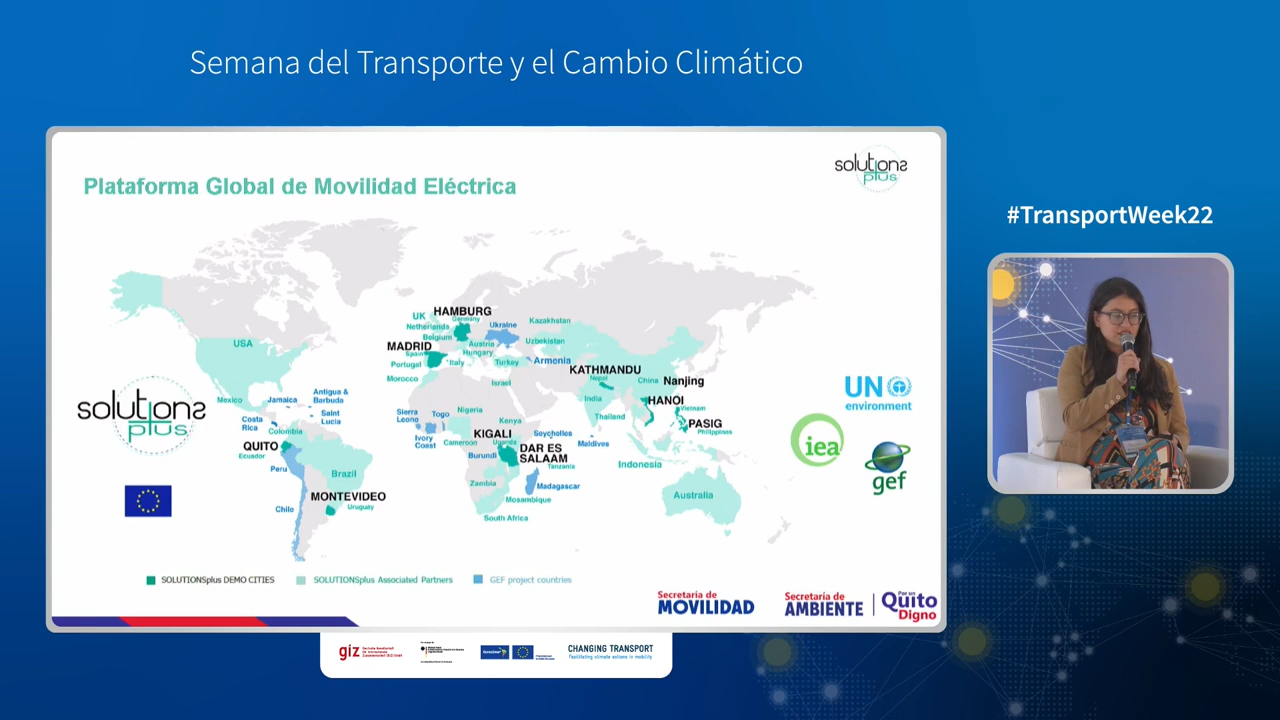 Semana del Transporte y el Cambio Climático
#TransportWeek22
solutions
plus
Plataforma Global de Movilidad Eléctrica
UK
HAMBURG
Germany
Netherlands
Belgium
Ukraine
Kazakhstan
Austria
Hungary
Uzbekistan
MADRID
Spain
Portugal
Italy
Turkey
Armenia
USA
Morocco
Israel
KATHMANDU
Nepal
China
Nanjing
Mexico
Jamaica
Antigua &
Barbuda
Saint
Lucia
Costa
Rica
Colombia
Sierra
Leone
Togo
Nigeria
Kenya
India
HANOI
Vietnam
Thailand
PASIG
Philippines
Ivory
Coast
Cameroon
KIGALI
Uganda
Seychelles
Maldives
QUITO
Ecuador
Burundi
DAR ES
SALAAM
Tanzania
Indonesia
Peru
Brazil
Zambia
Madagascar
Mosambique
Australia
MONTEVIDEO
Uruguay
Chile
South Africa
solutions
plus
UN
environment
iea
gef
SOLUTIONSplus DEMO CITIES
SOLUTIONSplus Associated Partners
GEF project countries
Secretaría de
MOVILIDAD
Secretaría de
AMBIENTE
Por un
Quito
Digno
giz
CHANGING TRANSPORT
Facilitating climate actions in mobility